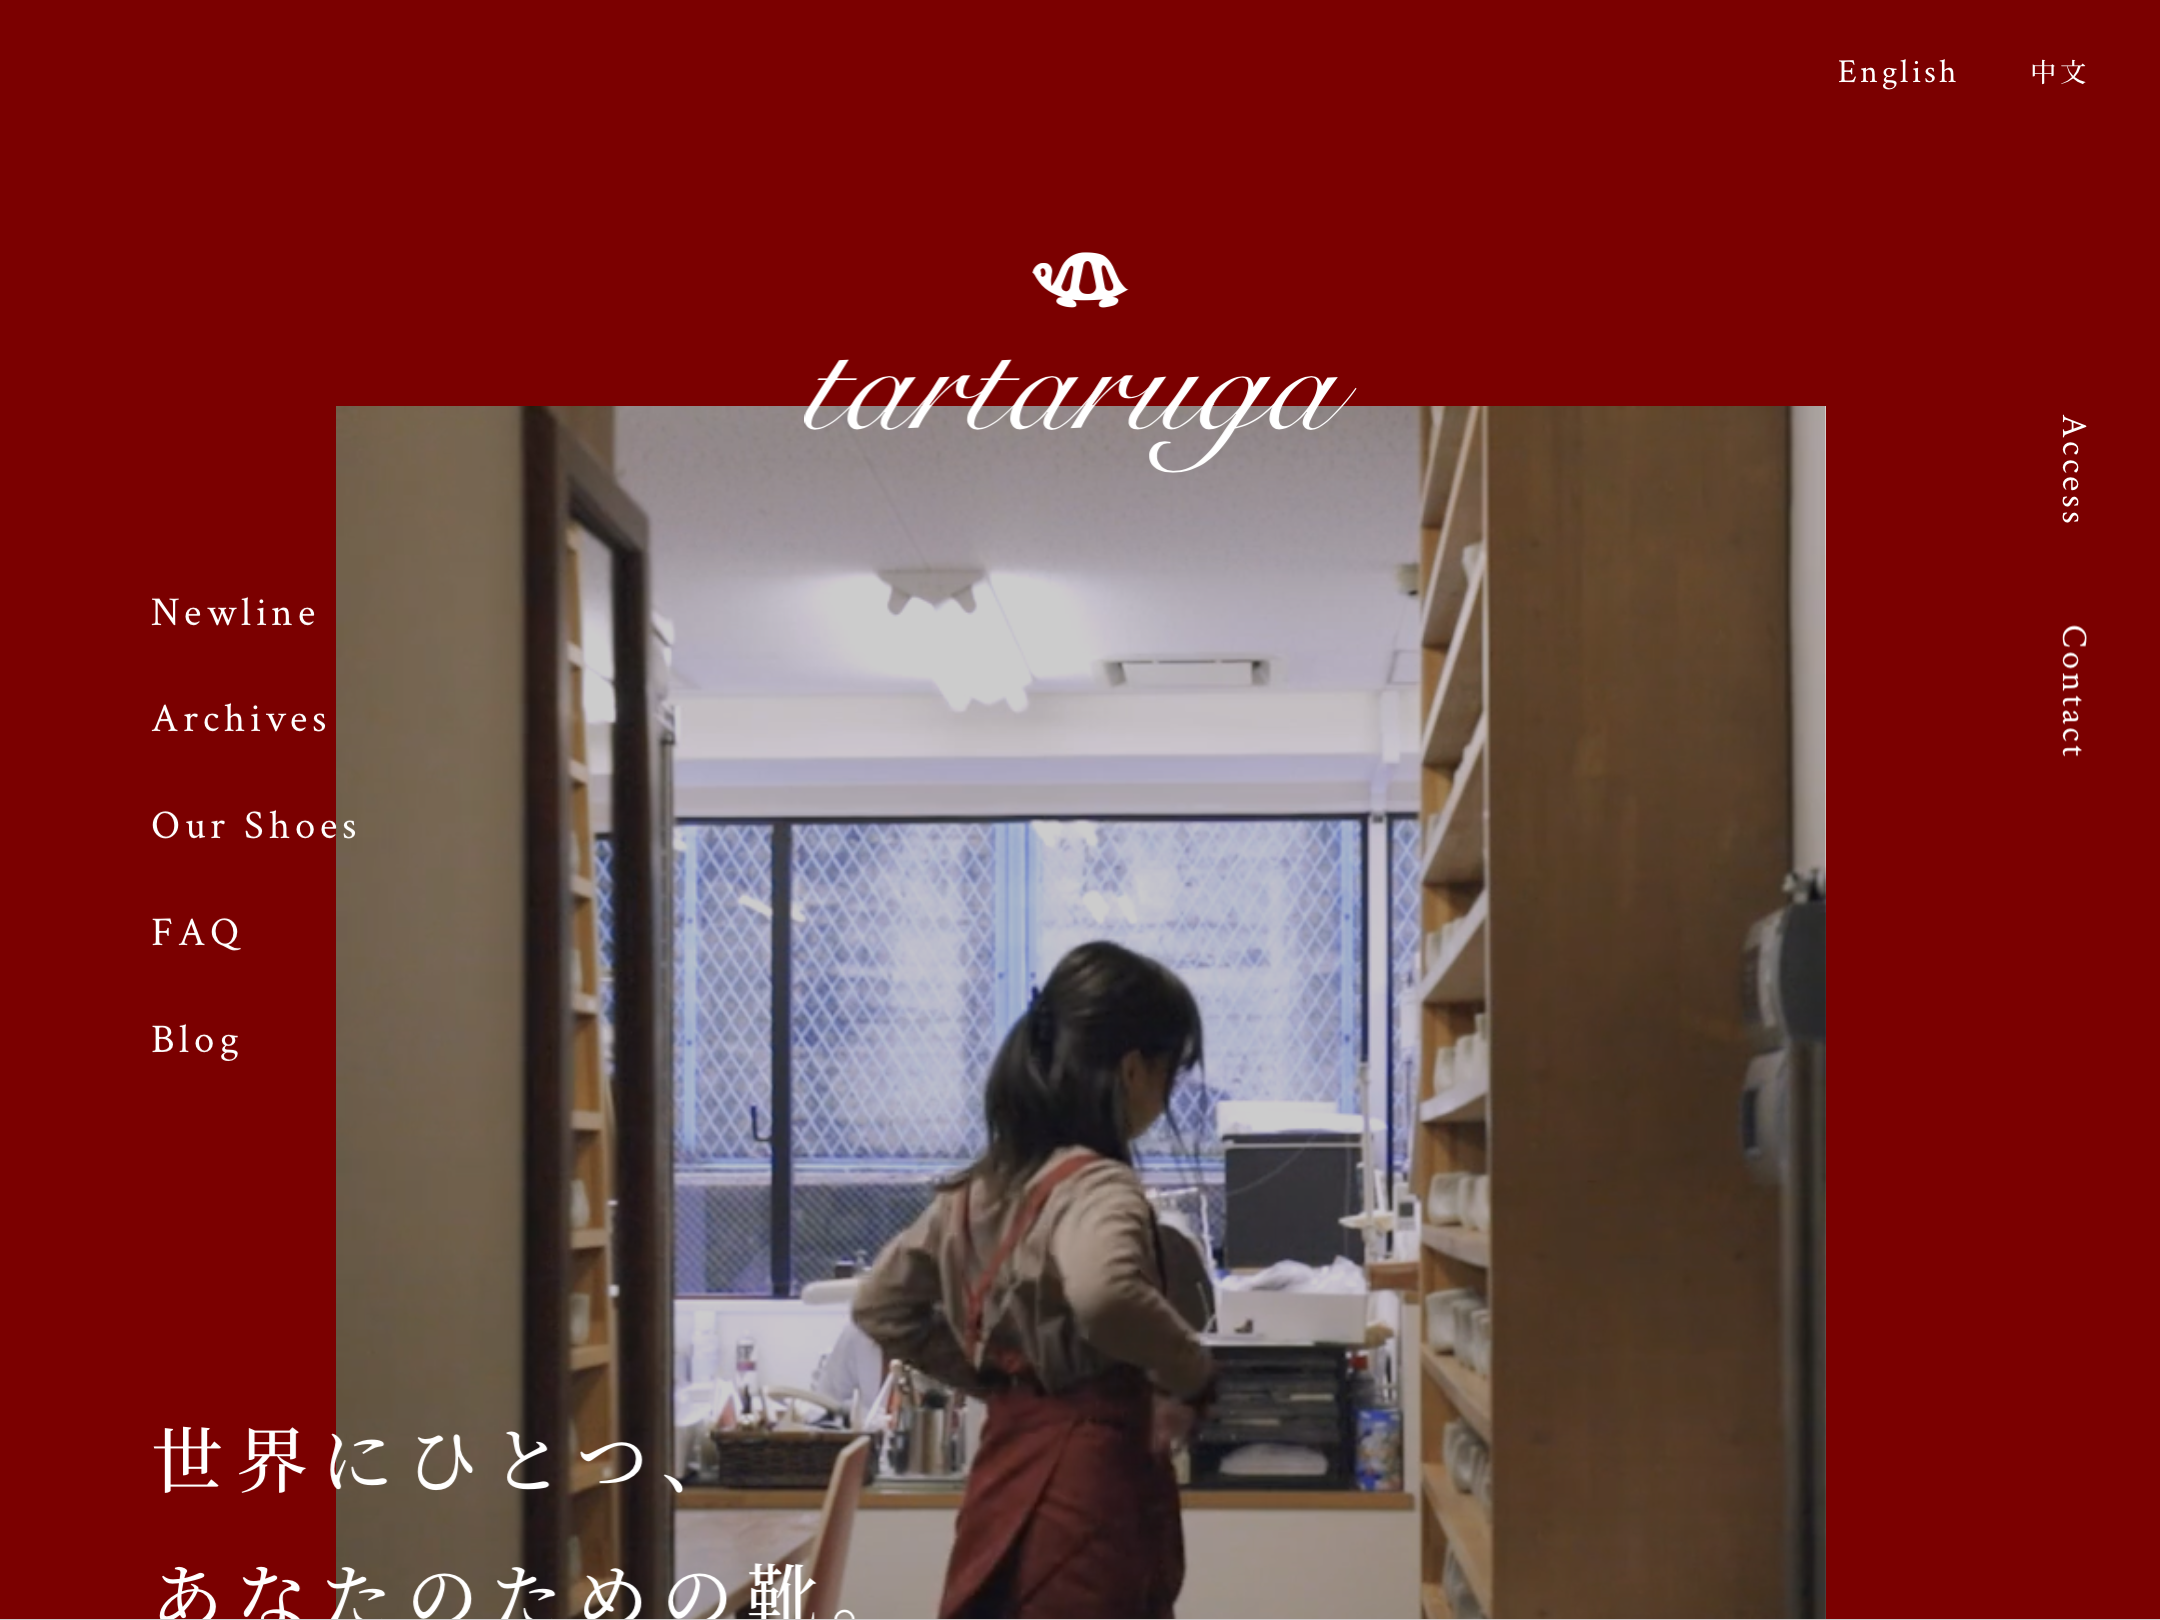 English
中文
tartaruga
Access
Contact
Newline
Archives
Our Shoes
FAQ
Blog
世界にひとつ、
あなたのための靴。